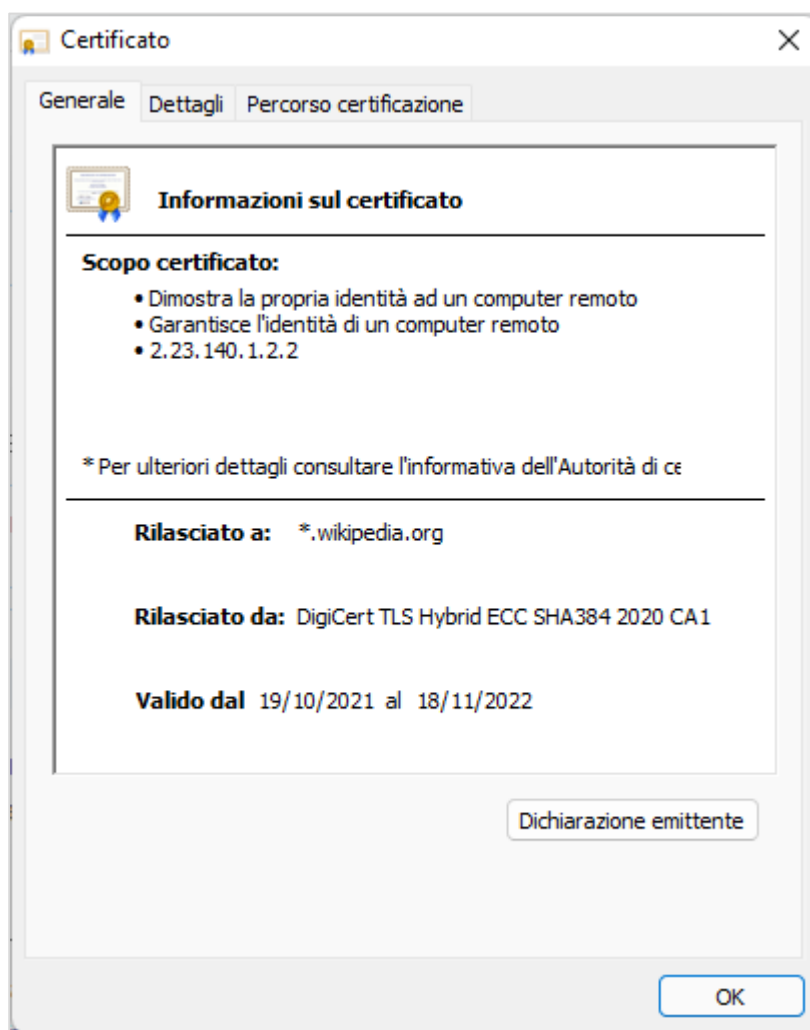 Certificato
Generale Dettagli Percorso certificazione
Informazioni sul certificato
Scopo certificato:
• Dimostra la propria identità ad un computer remoto
• Garantisce l'identità di un computer remoto
• 2.23.140.1.2.2
* Per ulteriori dettagli consultare l'informativa dell'Autorità di ce
Rilasciato a: *.wikipedia.org
Rilasciato da: DigiCert TLS Hybrid ECC SHA384 2020 CA1
Valido dal 19/10/2021 al 18/11/2022
Dichiarazione emittente
OK